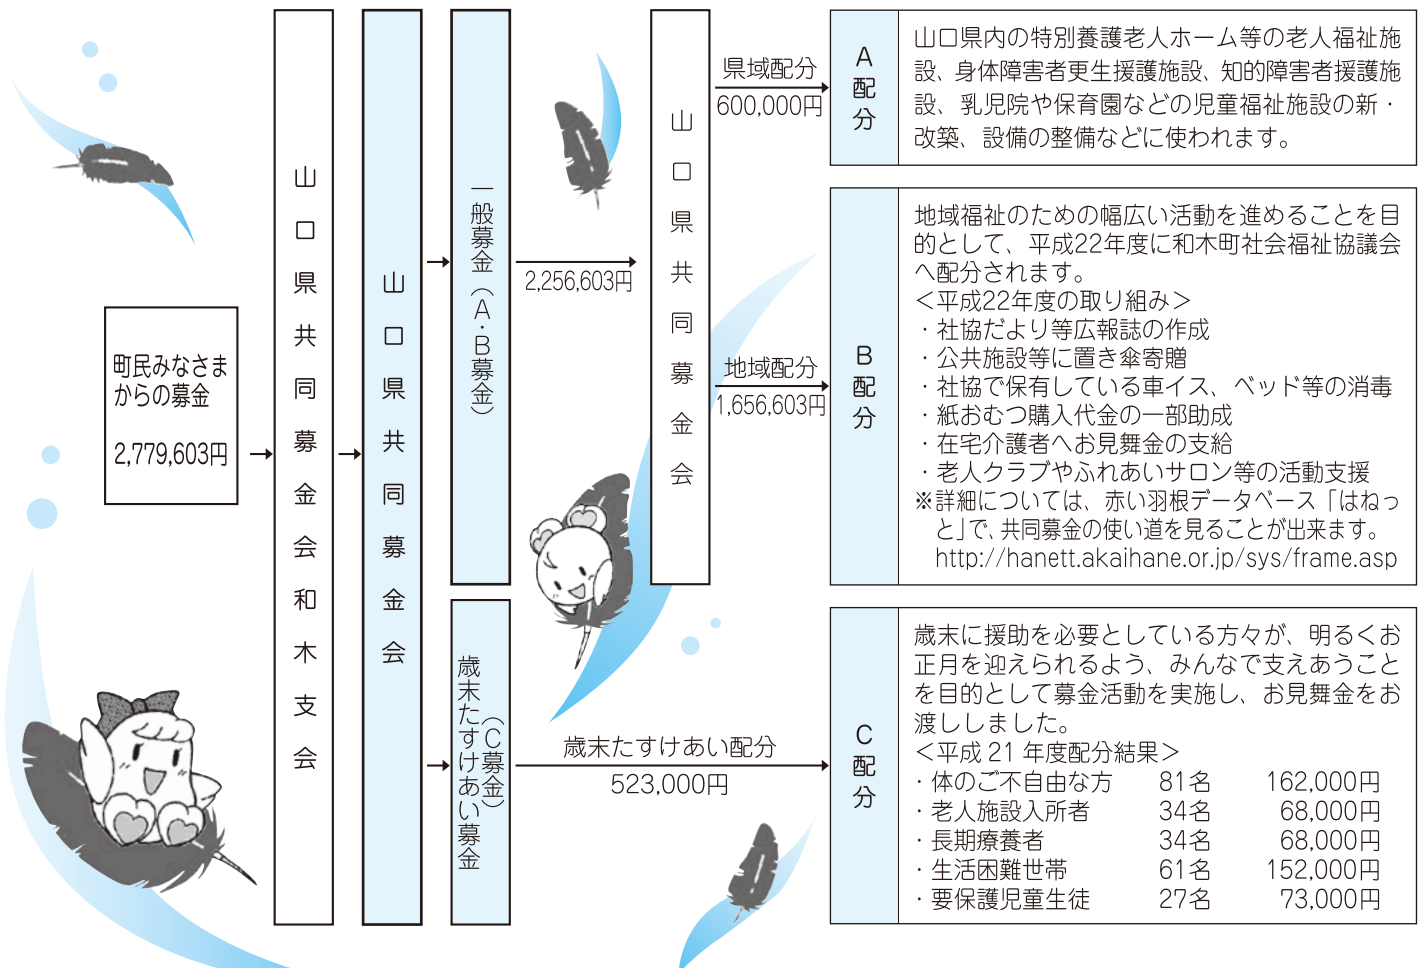 町民みなさま
からの募金
2,779,603円
山口県共同募金会和木支会
山口県共同募金会
一般募金（A・B募金）
2,256,603円
山口県共同募金会
県域配分
600,000円
A配分
山口県内の特別養護老人ホーム等の老人福祉施
設、身体障害者更生援護施設、知的障害者援護施
設、乳児院や保育園などの児童福祉施設の新・
改築、設備の整備などに使われます。
地域配分
1,656,603円
B配分
地域福祉のための幅広い活動を進めることを目
的として、平成22年度に和木町社会福祉協議会
へ配分されます。
＜平成22年度の取り組み＞
・社協だより等広報誌の作成
・公共施設等に置き傘寄贈
・社協で保有している車イス、ベッド等の消毒
・紙おむつ購入代金の一部助成
・在宅介護者へお見舞金の支給
・老人クラブやふれあいサロン等の活動支援
※詳細については、赤い羽根データベース「はねっ
と」で、共同募金の使い道を見ることが出来ます。
http://hanett.akaihane.or.jp/sys/frame.asp
歳末たすけあい募金
（C募金）
歳末たすけあい配分
523,000円
C配分
歳末に援助を必要としている方々が、明るくお
正月を迎えられるよう、みんなで支えあうこと
を目的として募金活動を実施し、お見舞金をお
渡ししました。
＜平成 21 年度配分結果＞
・体のご不自由な方 81名 162,000円
・老人施設入所者 34名 68,000円
・長期療養者 34名 68,000円
・生活困難世帯 61名 152,000円
・要保護児童生徒 27名 73,000円